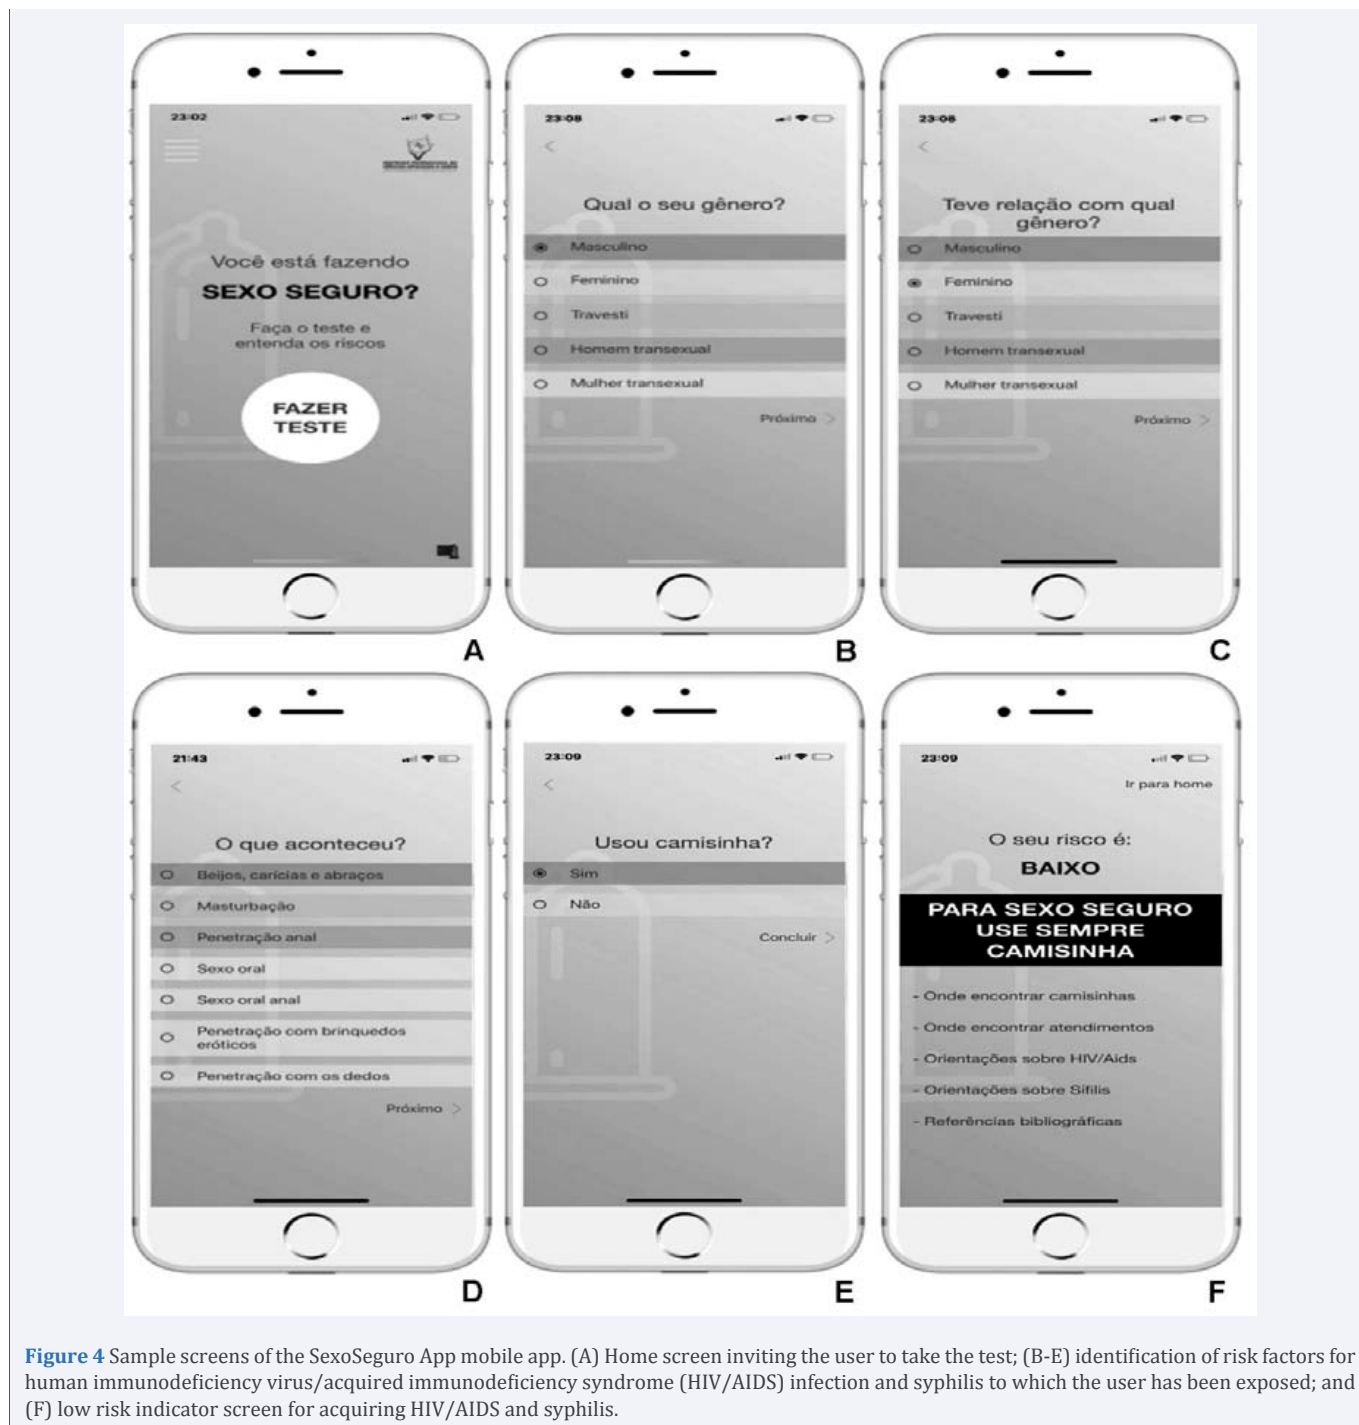 23:02
Você está fazendo
SEXO SEGURO?
Faça o teste e
entenda os riscos
FAZER
TESTE
A
23:08
Qual o seu gênero?
Masculino
Feminino
Travesti
Homem transexual
Mulher transexual
Próximo >
B
23:08
Teve relação com qual
gênero?
Masculino
Feminino
Travesti
Homem transexual
Mulher transexual
Próximo >
C
21:43
O que aconteceu?
Beijos, carícias e abraços
Masturbação
Penetração anal
Sexo oral
Sexo oral anal
Penetração com brinquedos
eróticos
Penetração com os dedos
Próximo >
D
23:09
Usou camisinha?
Sim
Não
Concluir >
E
23:09
Ir para home
O seu risco é:
BAIXO
PARA SEXO SEGURO
USE SEMPRE
CAMISINHA
- Onde encontrar camisinhas
- Onde encontrar atendimentos
- Orientações sobre HIV/Aids
- Orientações sobre Sífilis
- Referências bibliográficas
F
Figure 4 Sample screens of the SexoSeguro App mobile app. (A) Home screen inviting the user to take the test; (B-E) identification of risk factors for
human immunodeficiency virus/acquired immunodeficiency syndrome (HIV/AIDS) infection and syphilis to which the user has been exposed; and
(F) low risk indicator screen for acquiring HIV/AIDS and syphilis.